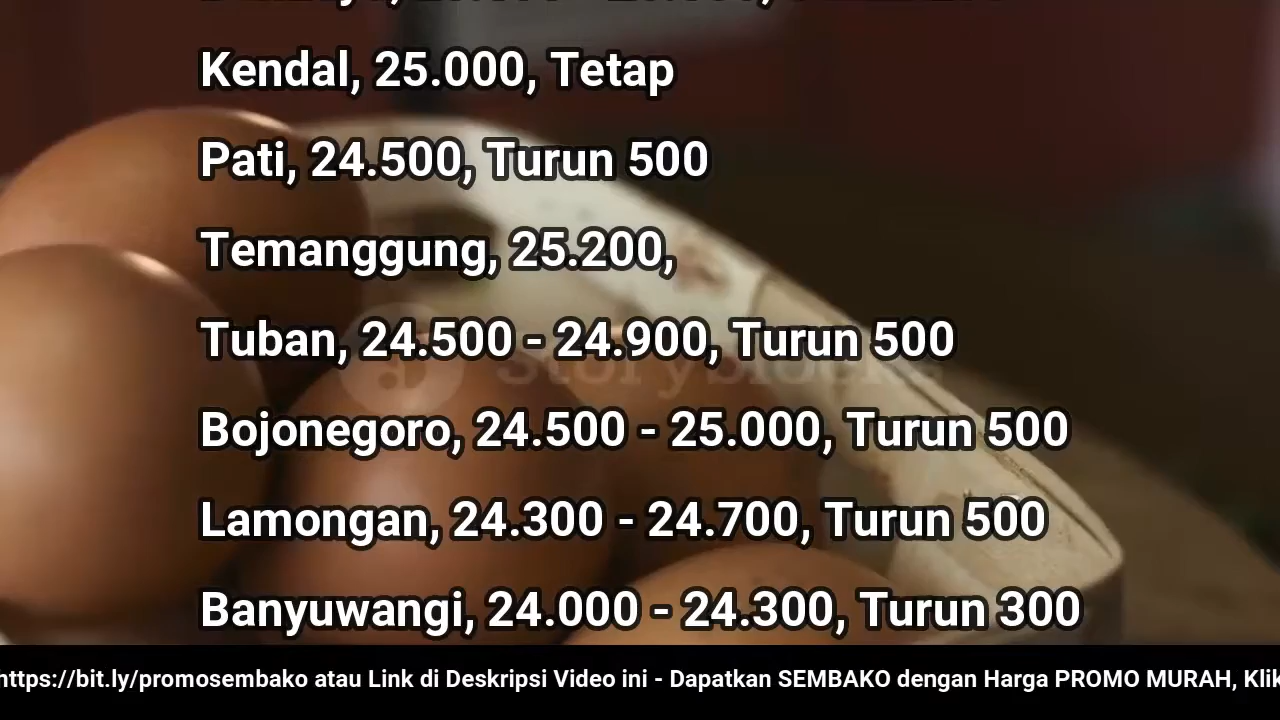 Kendal, 25.000, Tetap
Pati, 24.500, Turun 500
Temanggung, 25.200,
Tuban, 24.500 - 24.900, Turun 500
Storyblocks
Bojonegoro, 24.500 - 25.000, Turun 500
Lamongan, 24.300 - 24.700, Turun 500
Banyuwangi, 24.000 - 24.300, Turun 300
https://bit.ly/promosembako atau Link di Deskripsi Video ini - Dapatkan SEMBAKO dengan Harga PROMO MURAH, Klik